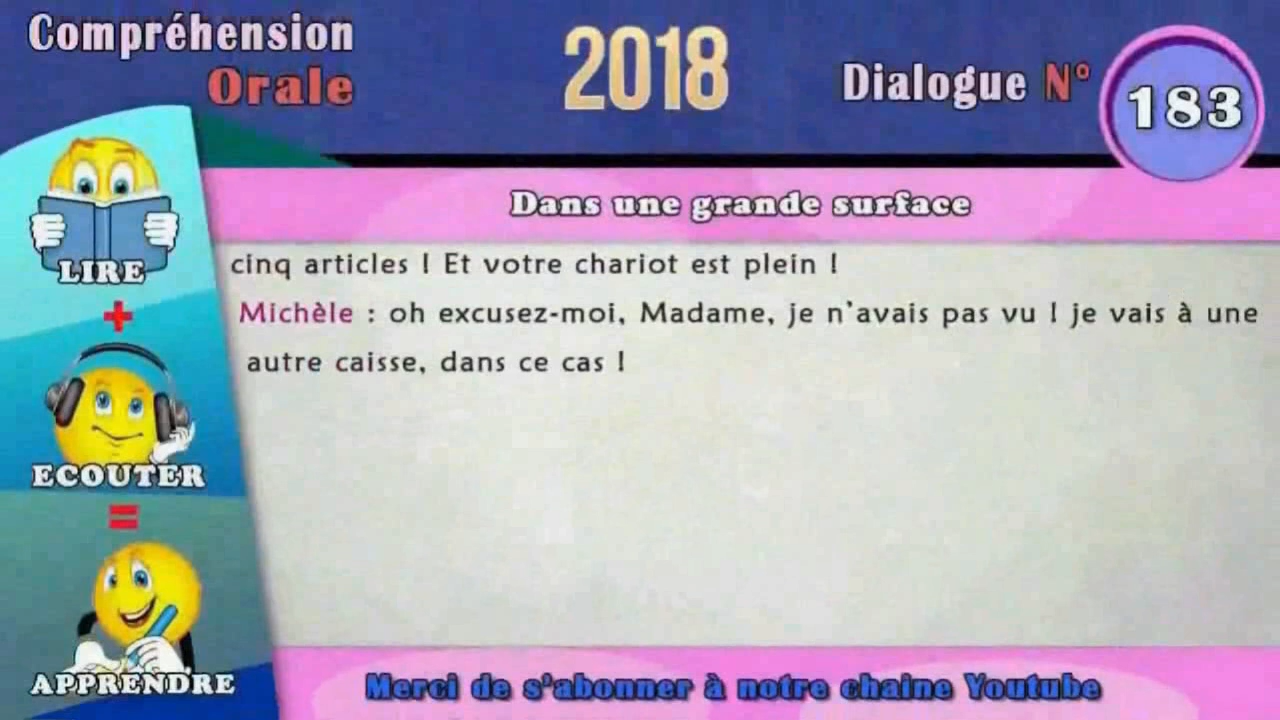 Compréhension
Orale
2018
Dialogue N°
183
Dans une grande surface
cinq articles ! Et votre chariot est plein !
Michèle : oh excusez-moi, Madame, je n’avais pas vu ! je vais à une
autre caisse, dans ce cas !
LIRE
+
ECOUTER
=
APPRENDRE
Merci de s'abonner à notre chaine Youtube